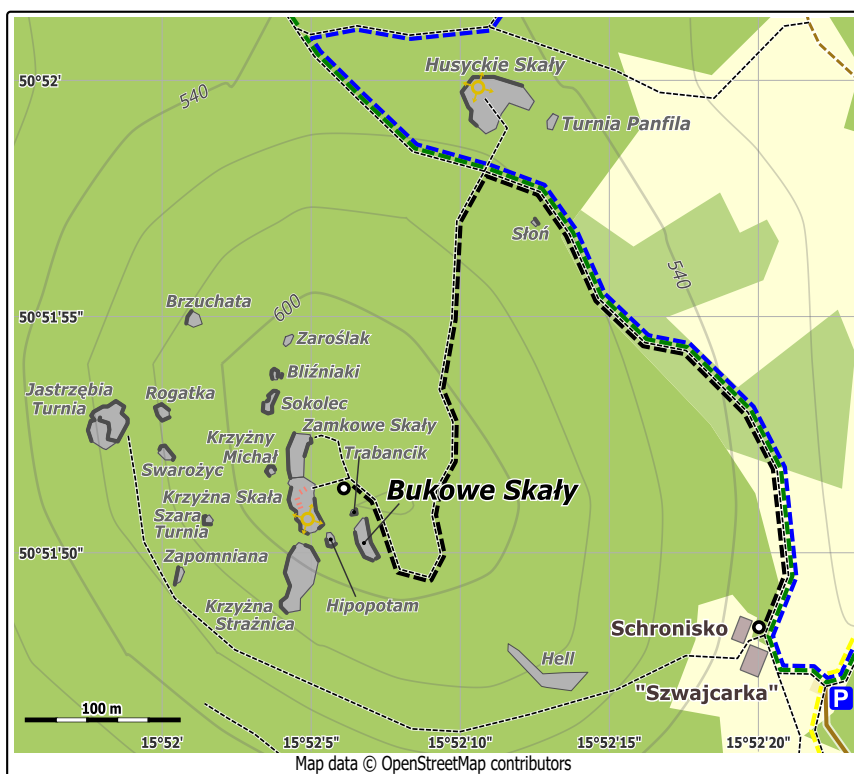 540
Husyckie Skały
50°52'
Turnia Panfila
Słoń
540
Brzuchata
600
50°51'55"
Zaroślak
Bliźniaki
Jastrzębia
Turnia
Rogatka
Sokolec
Zamkowe Skały
Krzyżny
Michał
Trabancik
Swarożyc
Krzyżna Skała
Bukowe Skały
Szara
Turnia
50°51'50"
Zapomniana
Krzyżna
Strażnica
Hipopotam
Schronisko
Hell
"Szwajcarka"
P
100 m
15°52'
15°52'5"
15°52'10"
15°52'15"
15°52'20"
Map data © OpenStreetMap contributors